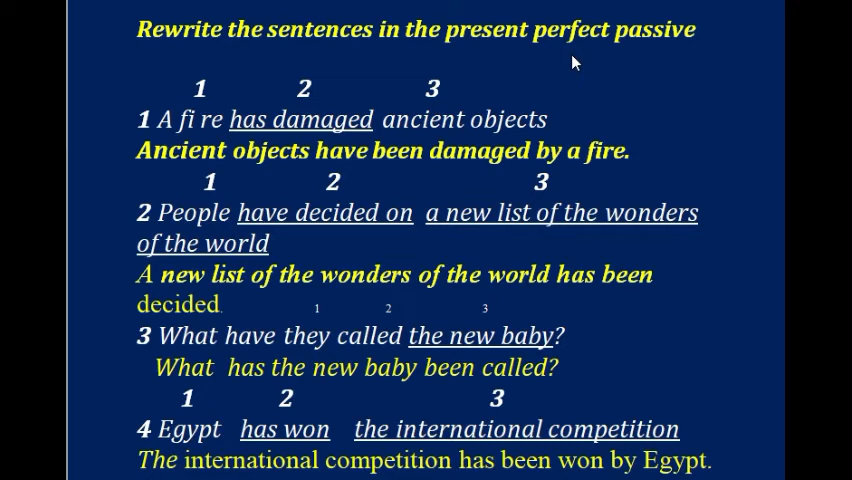 Rewrite the sentences in the present perfect passive
1 2 3
1 A fi re has damaged ancient objects
Ancient objects have been damaged by a fire.
1 2 3
2 People have decided on a new list of the wonders
of the world
A new list of the wonders of the world has been
decided.
1 2 3
3 What have they called the new baby?
What has the new baby been called?
1 2 3
4 Egypt has won the international competition
The international competition has been won by Egypt.